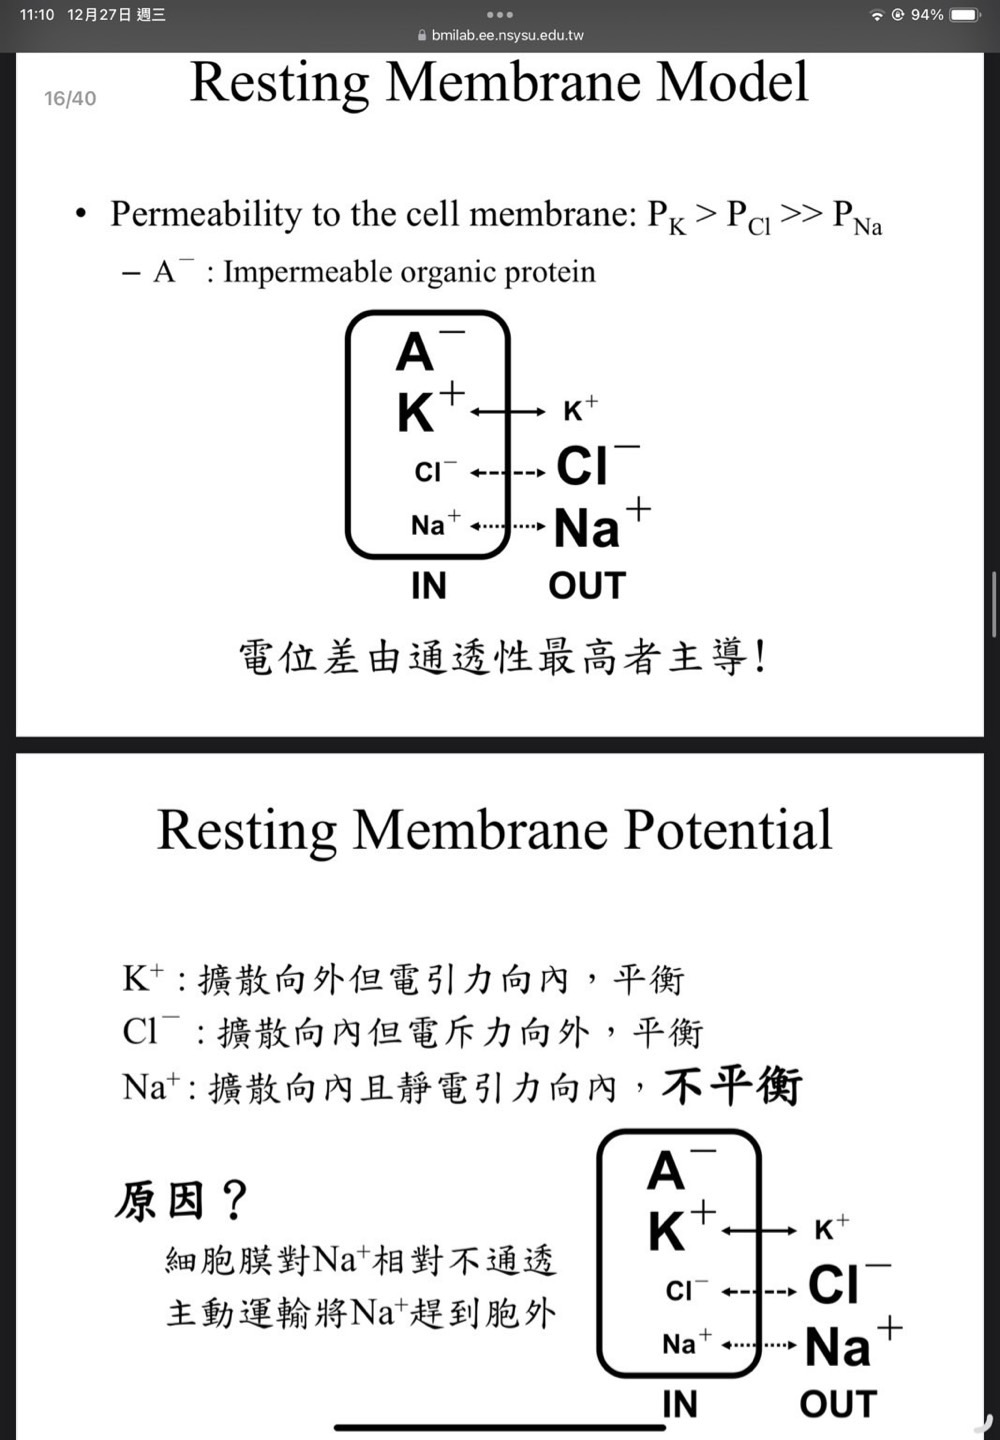 11:10 12月27日 週三
94%
bmilab.ee.nsysu.edu.tw
16/40
Resting Membrane Model
• Permeability to the cell membrane: P_K > P_Cl >> P_Na
– A⁻ : Impermeable organic protein
A⁻
K⁺ K⁺
Cl⁻ Cl⁻
Na⁺ Na⁺
IN OUT
電位差由通透性最高者主導!
Resting Membrane Potential
K⁺ : 擴散向外但電引力向內，平衡
Cl⁻ : 擴散向內但電斥力向外，平衡
Na⁺ : 擴散向內且靜電引力向內，不平衡
原因？
細胞膜對Na⁺相對不通透
主動運輸將Na⁺趕到胞外
A⁻
K⁺ K⁺
Cl⁻ Cl⁻
Na⁺ Na⁺
IN OUT